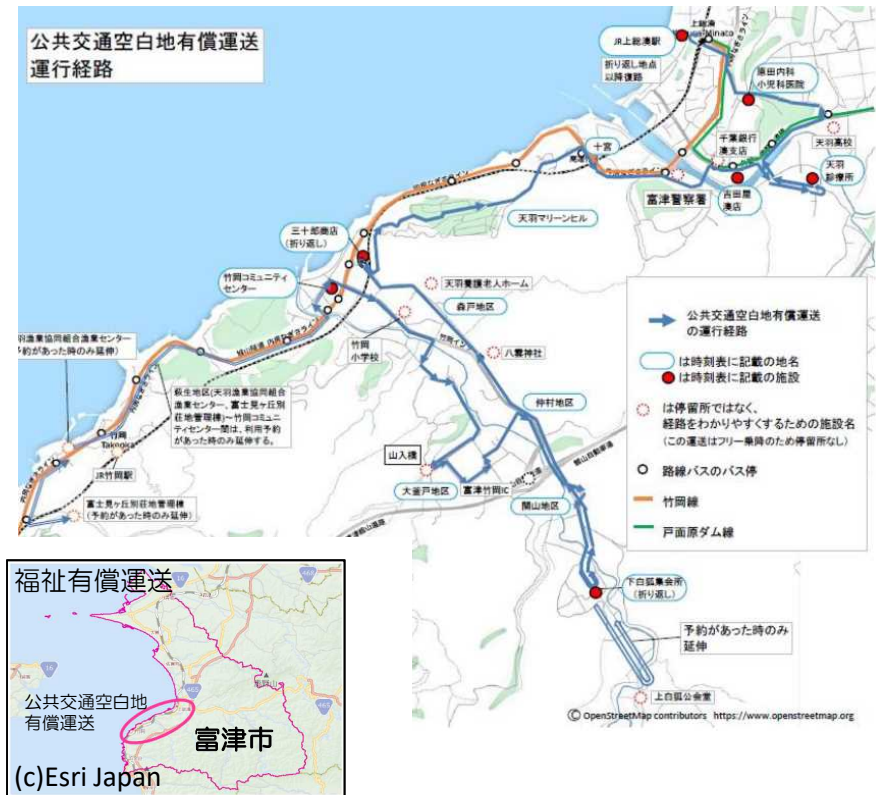 公共交通空白地有償運送
運行経路
上総湊
JR上総湊駅
折り返し地点
以降復路
原田内科
小児科医院
千葉銀行
湊支店
天羽高校
十宮
天羽
診療所
富津警察署
吉田屋
湊店
天羽マリーンヒル
三十郎商店
(折り返し)
竹岡コミュニティ
センター
天羽養護老人ホーム
森戸地区
竹岡
小学校
八雲神社
羽漁業協同組合漁業センター
予約があった時のみ延伸)
萩生地区(天羽漁業協同組合
漁業センター、富士見ヶ丘別
荘地管理棟)～竹岡コミュニ
ティセンター間は、利用予約
があった時のみ延伸する。
仲村地区
竹岡
Takeoka
JR竹岡駅
山入橋
大釜戸地区
富津竹岡IC
関山地区
富士見ヶ丘別荘地管理棟
(予約があった時のみ延伸)
下白狐集会所
(折り返し)
予約があった時のみ
延伸
上白狐公会堂
公共交通空白地有償運送
の運行経路
は時刻表に記載の地名
は時刻表に記載の施設
は停留所ではなく、
経路をわかりやすくするための施設名
(この運送はフリー乗降のため停留所なし)
路線バスのバス停
竹岡線
戸面原ダム線
© OpenStreetMap contributors https://www.openstreetmap.org
福祉有償運送
16
465
公共交通空白地
有償運送
富津市
(c)Esri Japan